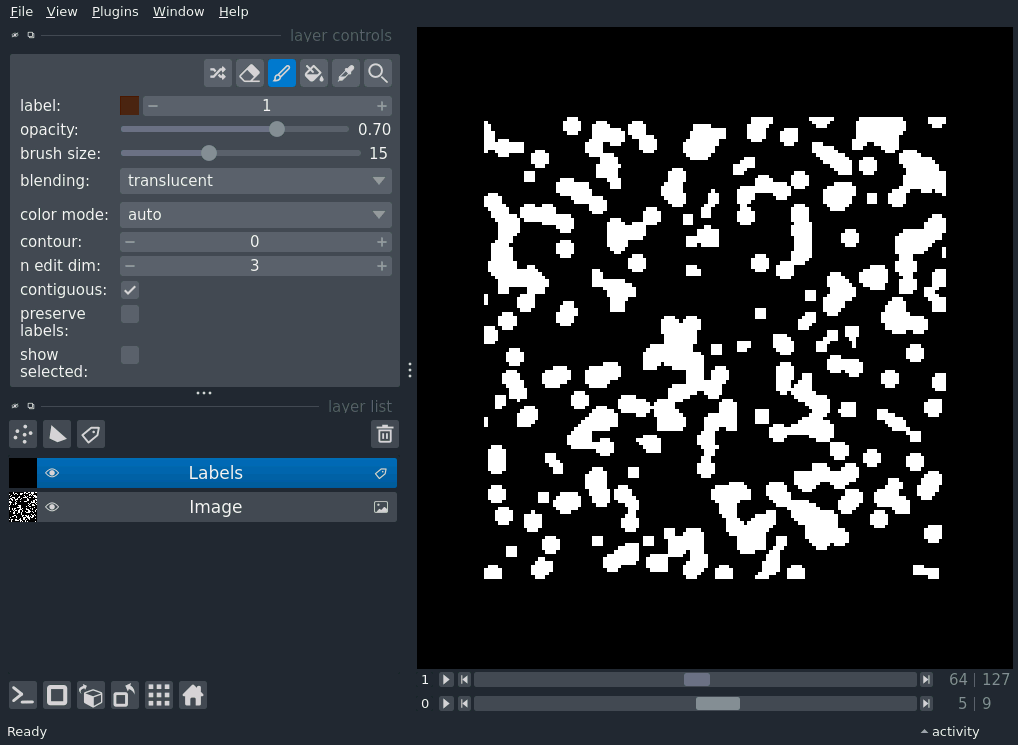 File View Plugins Window Help
layer controls
label: 1
opacity: 0.70
brush size: 15
blending: translucent
color mode: auto
contour: 0
n edit dim: 3
contiguous:
preserve
labels:
show
selected:
layer list
Labels
Image
1 64 | 127
0 5 | 9
Ready activity